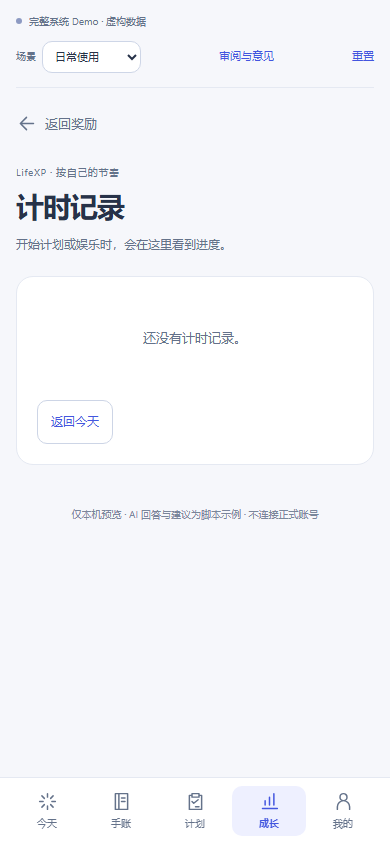 完整系统 Demo · 虚构数据
场景 日常使用 审阅与意见 重置
返回奖励
LifeXP · 按自己的节奏
计时记录
开始计划或娱乐时，会在这里看到进度。
还没有计时记录。
返回今天
仅本机预览 · AI 回答与建议为脚本示例 · 不连接正式账号
今天 手账 计划 成长 我的